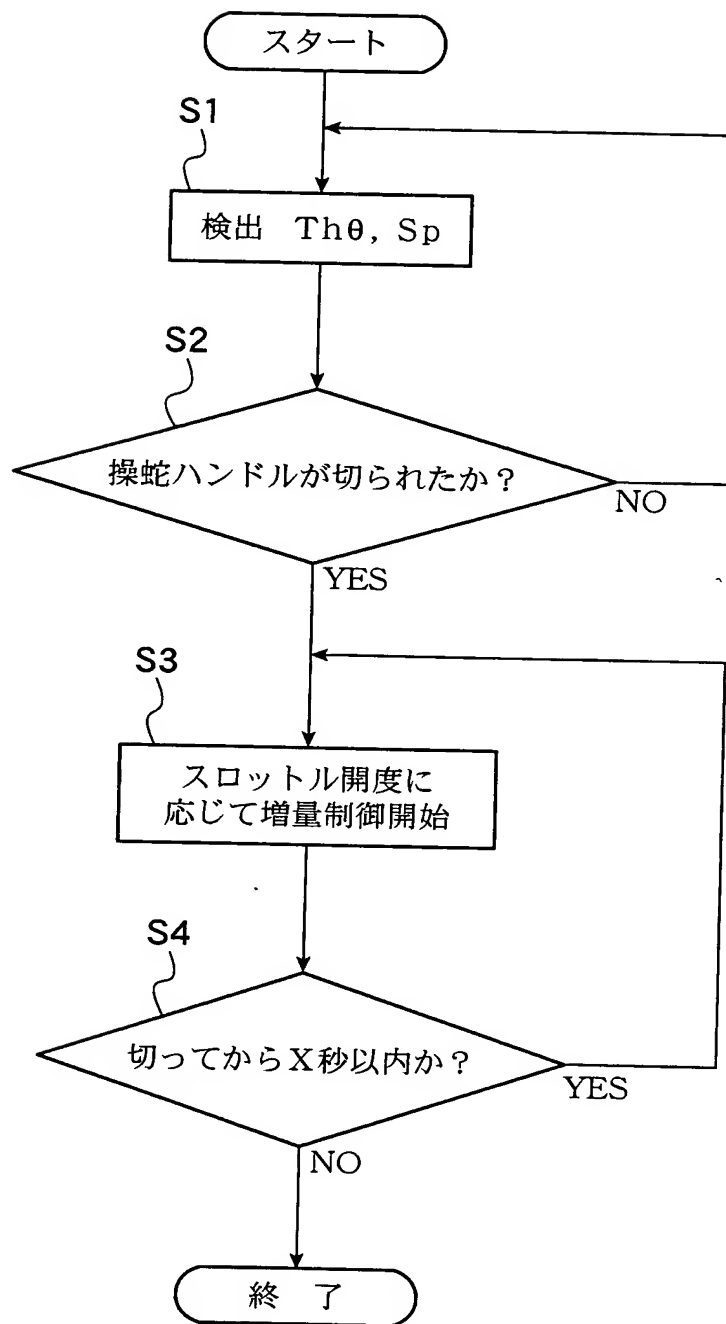 スタート
S1
検出 Thθ, Sp
S2
操蛇ハンドルが切られたか?
NO
YES
S3
スロットル開度に
応じて増量制御開始
S4
切ってからX秒以内か?
YES
NO
終 了